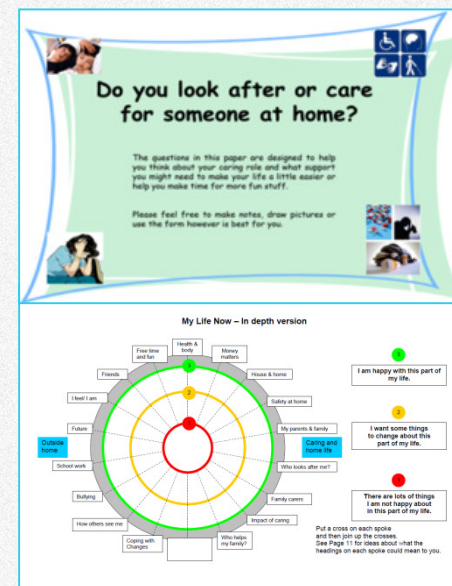 Do you look after or care
for someone at home?
The questions in this paper are designed to help
you think about your caring role and what support
you might need to make your life a little easier or
help you make time for more fun stuff.
Please feel free to make notes, draw pictures or
use the form however is best for you.
My Life Now – In depth version
Health &
body
Money
matters
House & home
Safety at home
My parents & family
Caring and
home life
Who looks after me?
Family carers
Impact of caring
Who helps
my family?
Coping with
Changes
How others see me
Bullying
School work
Outside
home
Future
I feel/ I am
Friends
Free time
and fun
3
2
1
3
I am happy with this part of
my life.
2
I want some things
to change about this
part of my life.
1
There are lots of things
I am not happy about
in this part of my life.
Put a cross on each spoke
and then join up the crosses.
See Page 11 for ideas about what the
headings on each spoke could mean to you.